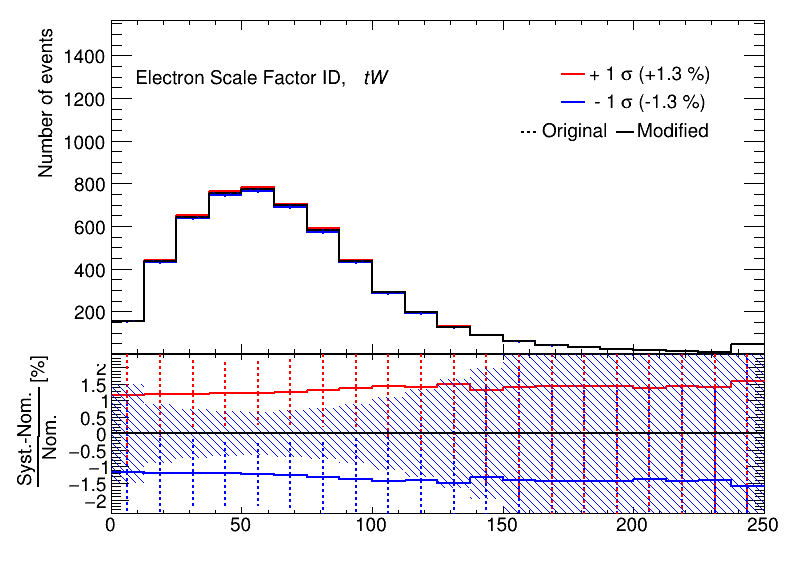 Number of events
1400
1200
1000
800
600
400
200
Electron Scale Factor ID, tW
+ 1 σ (+1.3 %)
- 1 σ (-1.3 %)
Original Modified
Syst.-Nom. [%]
Nom.
2
1.5
1
0.5
0
−0.5
−1
−1.5
−2
0 50 100 150 200 250